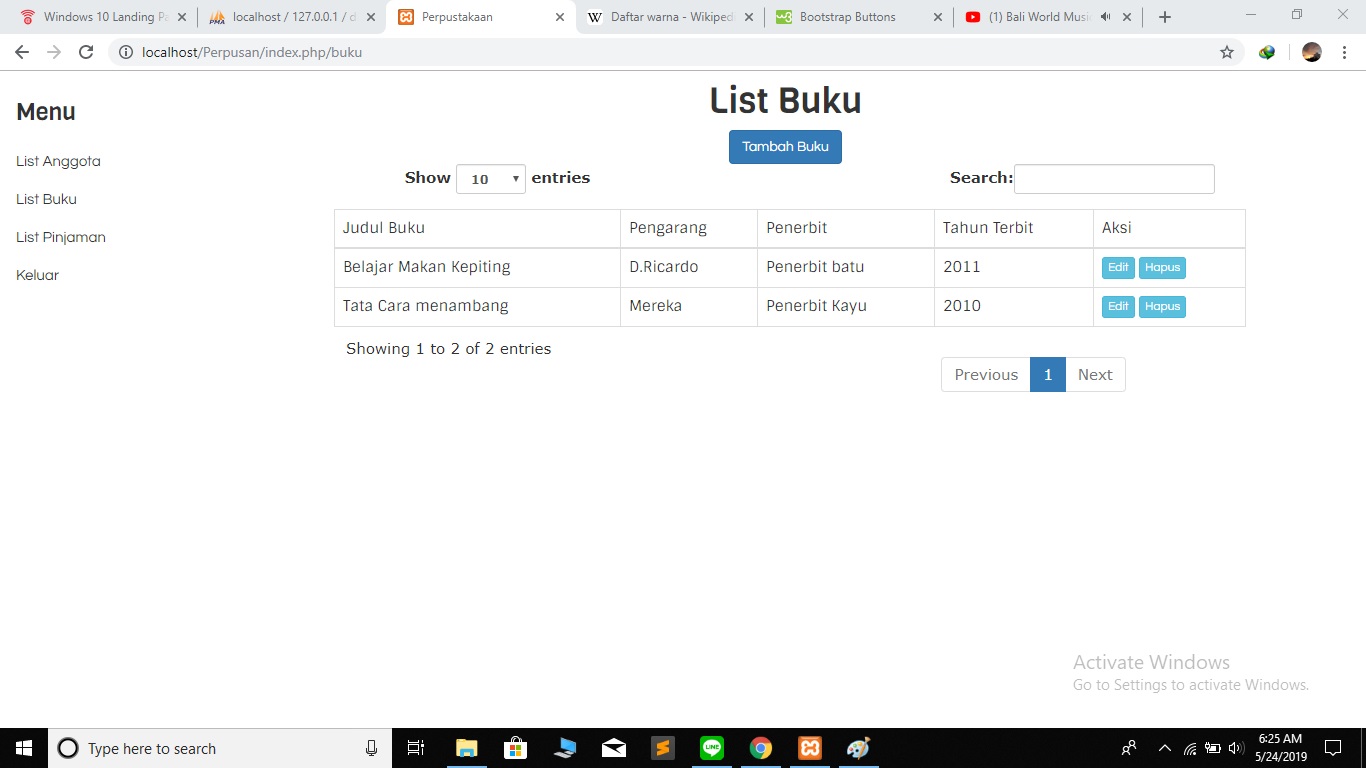 Windows 10 Landing Pa
localhost / 127.0.0.1 / d
Perpustakaan
Daftar warna - Wikiped
Bootstrap Buttons
(1) Bali World Musi
localhost/Perpusan/index.php/buku
Menu
List Anggota
List Buku
List Pinjaman
Keluar
List Buku
Tambah Buku
Show 10 entries
Search:
Judul Buku Pengarang Penerbit Tahun Terbit Aksi
Belajar Makan Kepiting D.Ricardo Penerbit batu 2011 Edit Hapus
Tata Cara menambang Mereka Penerbit Kayu 2010 Edit Hapus
Showing 1 to 2 of 2 entries
Previous 1 Next
Activate Windows
Go to Settings to activate Windows.
Type here to search
6:25 AM
5/24/2019